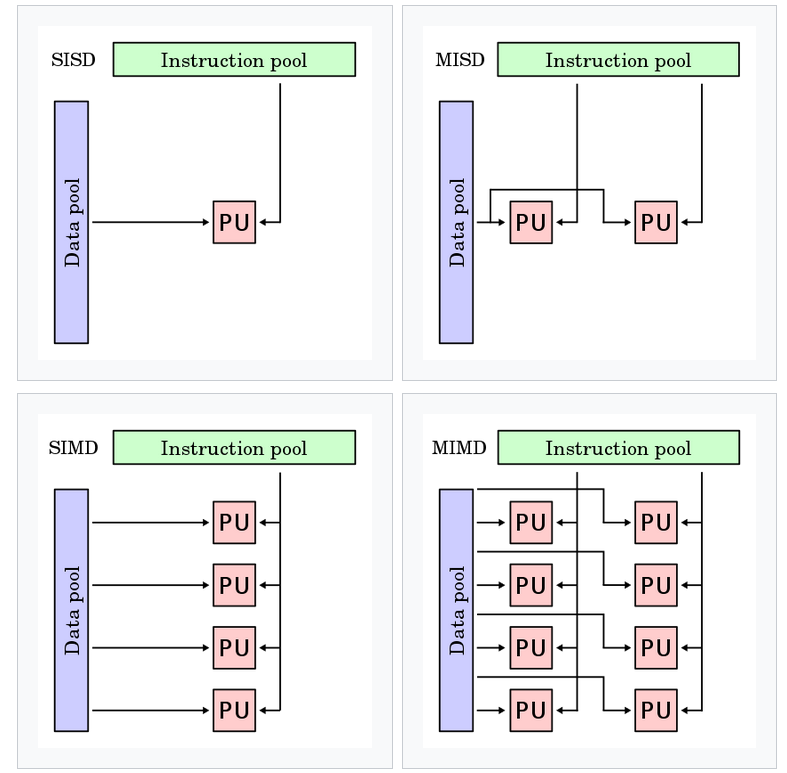 SISD Instruction pool
Data pool
PU
MISD Instruction pool
Data pool
PU PU
SIMD Instruction pool
Data pool
PU
PU
PU
PU
MIMD Instruction pool
Data pool
PU PU
PU PU
PU PU
PU PU